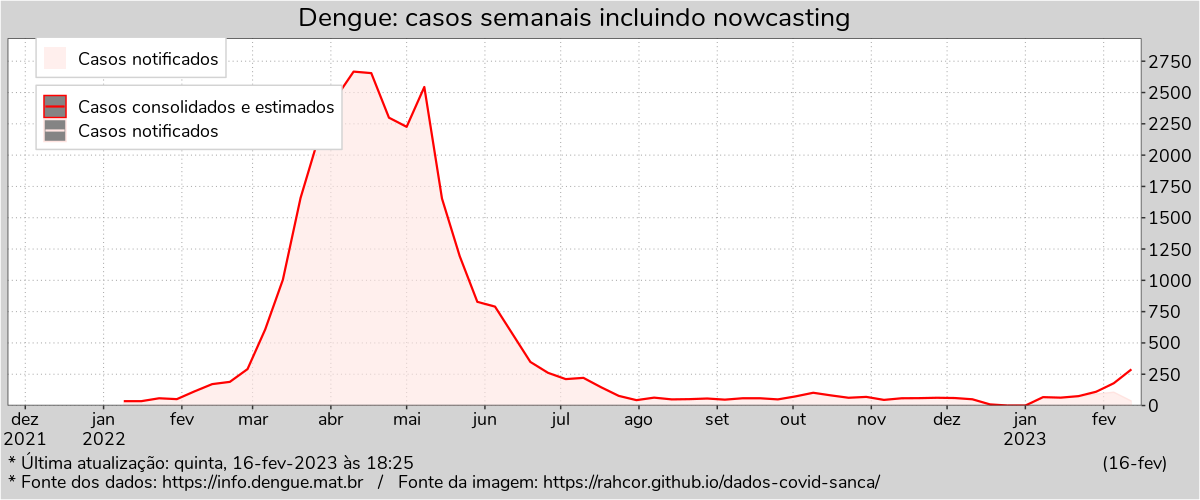 Dengue: casos semanais incluindo nowcasting
Casos notificados
Casos consolidados e estimados
Casos notificados
2750
2500
2250
2000
1750
1500
1250
1000
750
500
250
0
dez jan fev mar abr mai jun jul ago set out nov dez jan fev
2021 2022 2023
* Última atualização: quinta, 16-fev-2023 às 18:25 (16-fev)
* Fonte dos dados: https://info.dengue.mat.br / Fonte da imagem: https://rahcor.github.io/dados-covid-sanca/